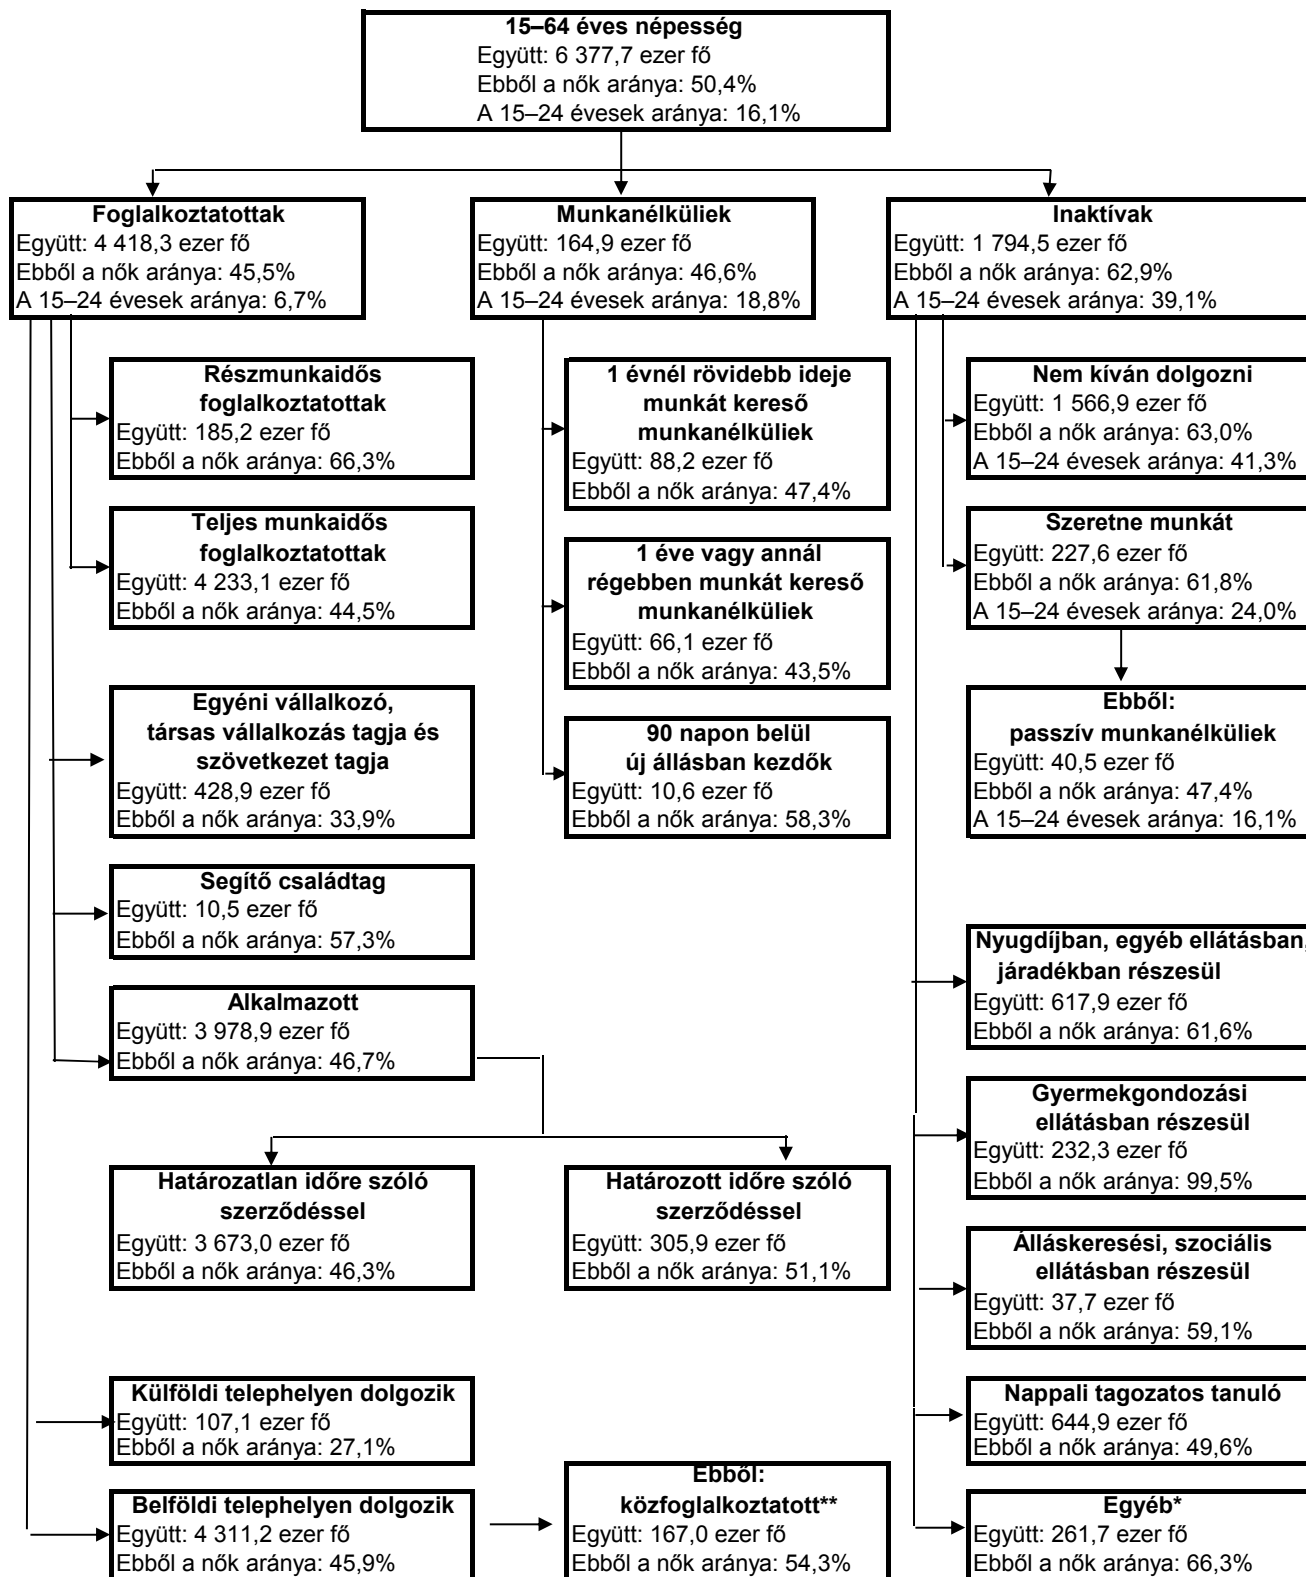 15–64 éves népesség
Együtt: 6 377,7 ezer fő
Ebből a nők aránya: 50,4%
A 15–24 évesek aránya: 16,1%
Foglalkoztatottak
Együtt: 4 418,3 ezer fő
Ebből a nők aránya: 45,5%
A 15–24 évesek aránya: 6,7%
Munkanélküliek
Együtt: 164,9 ezer fő
Ebből a nők aránya: 46,6%
A 15–24 évesek aránya: 18,8%
Inaktívak
Együtt: 1 794,5 ezer fő
Ebből a nők aránya: 62,9%
A 15–24 évesek aránya: 39,1%
Részmunkaidős
foglalkoztatottak
Együtt: 185,2 ezer fő
Ebből a nők aránya: 66,3%
Teljes munkaidős
foglalkoztatottak
Együtt: 4 233,1 ezer fő
Ebből a nők aránya: 44,5%
Egyéni vállalkozó,
társas vállalkozás tagja és
szövetkezet tagja
Együtt: 428,9 ezer fő
Ebből a nők aránya: 33,9%
Segítő családtag
Együtt: 10,5 ezer fő
Ebből a nők aránya: 57,3%
Alkalmazott
Együtt: 3 978,9 ezer fő
Ebből a nők aránya: 46,7%
Határozatlan időre szóló
szerződéssel
Együtt: 3 673,0 ezer fő
Ebből a nők aránya: 46,3%
Határozott időre szóló
szerződéssel
Együtt: 305,9 ezer fő
Ebből a nők aránya: 51,1%
Külföldi telephelyen dolgozik
Együtt: 107,1 ezer fő
Ebből a nők aránya: 27,1%
Belföldi telephelyen dolgozik
Együtt: 4 311,2 ezer fő
Ebből a nők aránya: 45,9%
Ebből:
közfoglalkoztatott**
Együtt: 167,0 ezer fő
Ebből a nők aránya: 54,3%
1 évnél rövidebb ideje
munkát kereső
munkanélküliek
Együtt: 88,2 ezer fő
Ebből a nők aránya: 47,4%
1 éve vagy annál
régebben munkát kereső
munkanélküliek
Együtt: 66,1 ezer fő
Ebből a nők aránya: 43,5%
90 napon belül
új állásban kezdők
Együtt: 10,6 ezer fő
Ebből a nők aránya: 58,3%
Nem kíván dolgozni
Együtt: 1 566,9 ezer fő
Ebből a nők aránya: 63,0%
A 15–24 évesek aránya: 41,3%
Szeretne munkát
Együtt: 227,6 ezer fő
Ebből a nők aránya: 61,8%
A 15–24 évesek aránya: 24,0%
Ebből:
passzív munkanélküliek
Együtt: 40,5 ezer fő
Ebből a nők aránya: 47,4%
A 15–24 évesek aránya: 16,1%
Nyugdíjban, egyéb ellátásban,
járadékban részesül
Együtt: 617,9 ezer fő
Ebből a nők aránya: 61,6%
Gyermekgondozási
ellátásban részesül
Együtt: 232,3 ezer fő
Ebből a nők aránya: 99,5%
Álláskeresési, szociális
ellátásban részesül
Együtt: 37,7 ezer fő
Ebből a nők aránya: 59,1%
Nappali tagozatos tanuló
Együtt: 644,9 ezer fő
Ebből a nők aránya: 49,6%
Egyéb*
Együtt: 261,7 ezer fő
Ebből a nők aránya: 66,3%